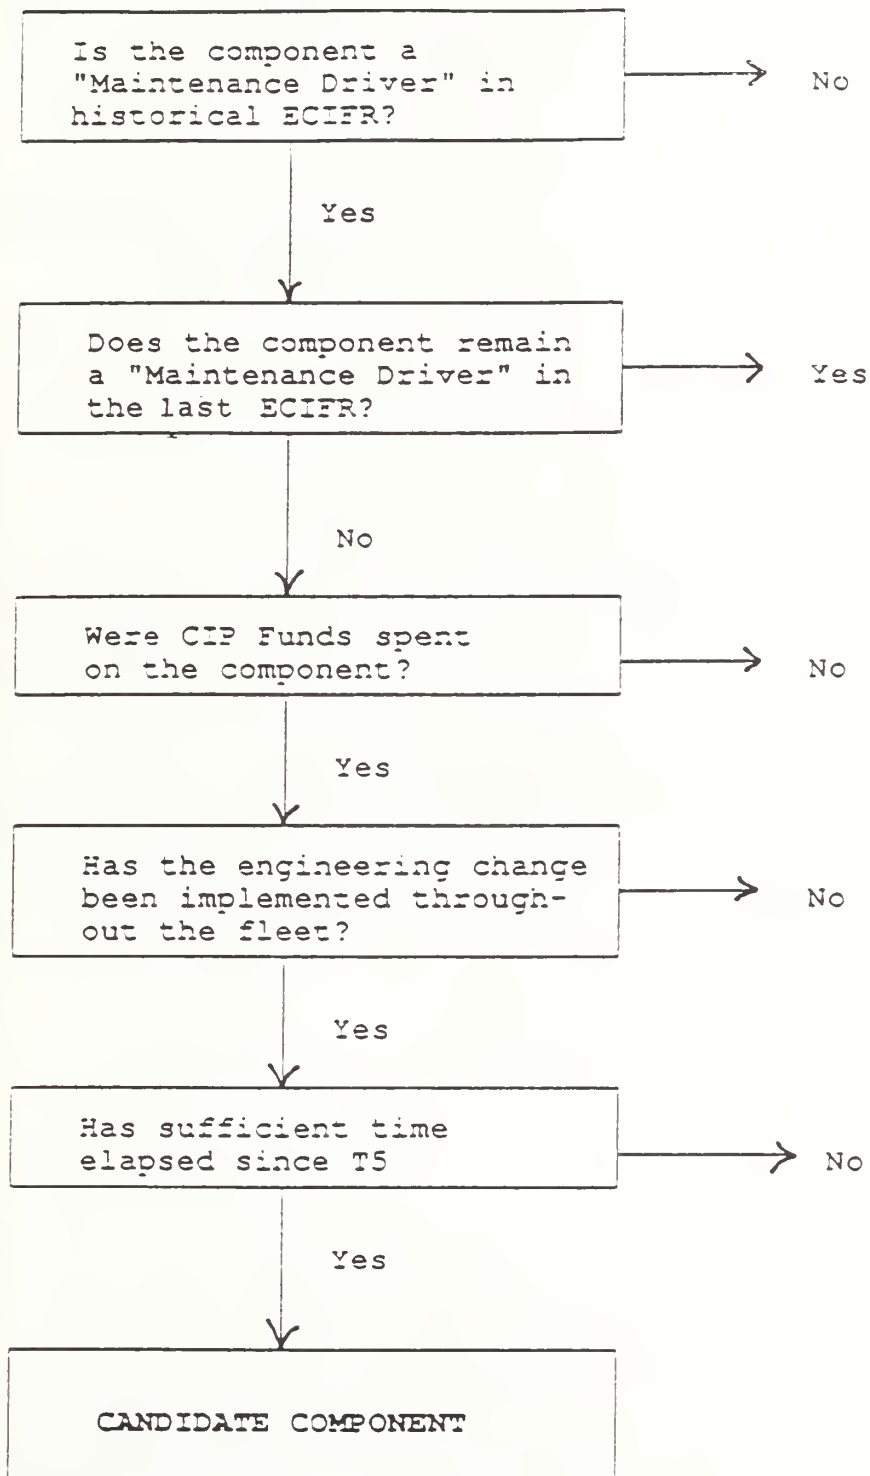 Is the component a
"Maintenance Driver" in
historical ECIFR?
No
Yes
Does the component remain
a "Maintenance Driver" in
the last ECIFR?
Yes
No
Were CIP Funds spent
on the component?
No
Yes
Has the engineering change
been implemented through-
out the fleet?
No
Yes
Has sufficient time
elapsed since T5
No
Yes
CANDIDATE COMPONENT